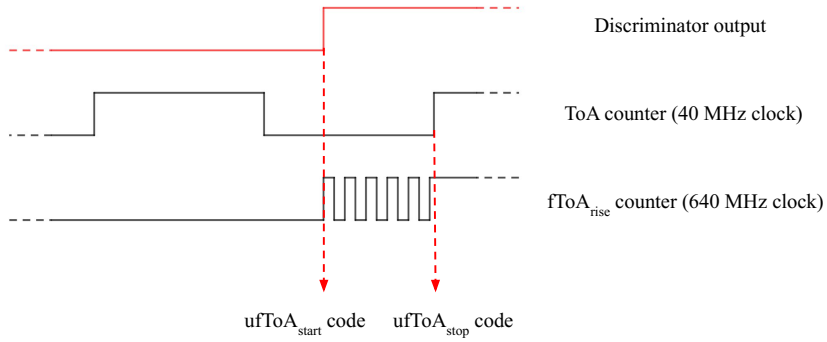 Discriminator output
ToA counter (40 MHz clock)
fToA_rise counter (640 MHz clock)
ufToA_start code ufToA_stop code